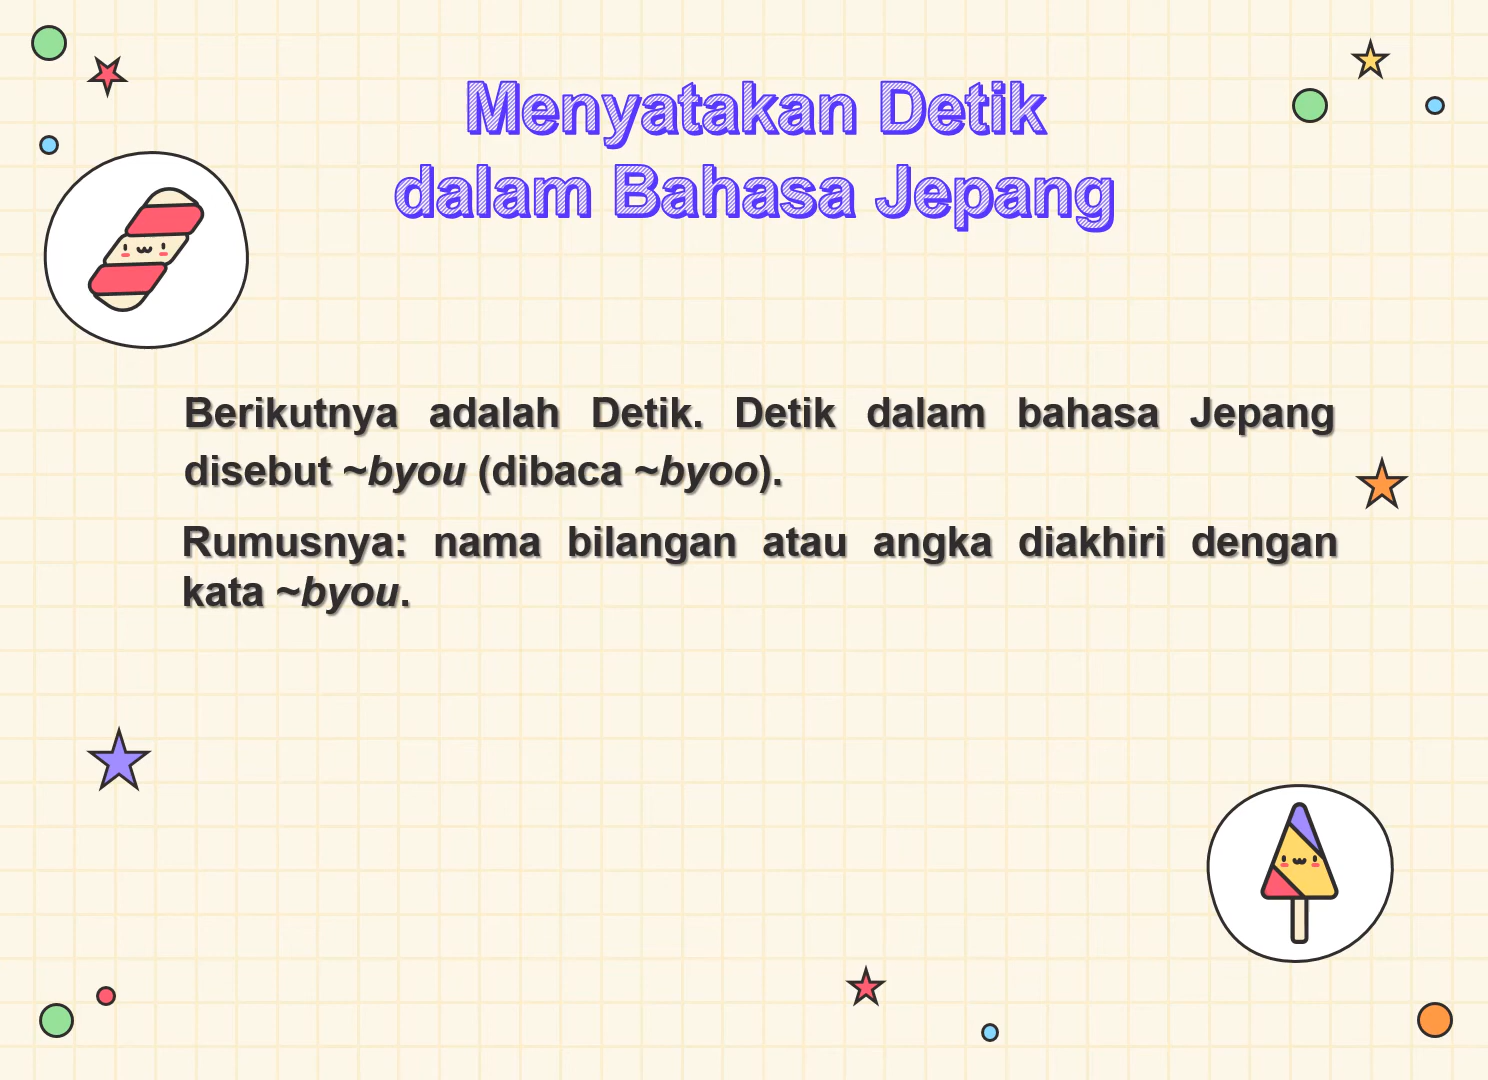 Menyatakan Detik
dalam Bahasa Jepang
Berikutnya adalah Detik. Detik dalam bahasa Jepang
disebut ~byou (dibaca ~byoo).
Rumusnya: nama bilangan atau angka diakhiri dengan
kata ~byou.